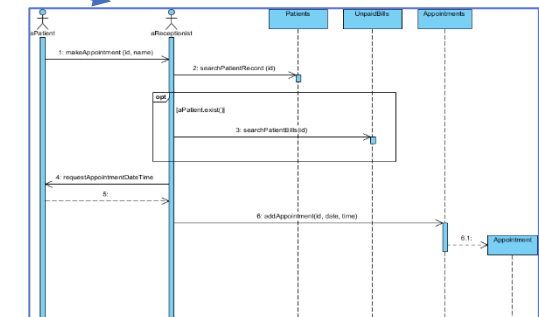 Patients
UnpaidBills
Appointments
aPatient
aReceptionist
1: makeAppointment (id, name)
2: searchPatientRecord (id)
opt
[aPatient.exist()]
3: searchPatientBills(id)
4: requestAppointmentDateTime
5:
6: addAppointment(id, date, time)
6.1:
Appointment